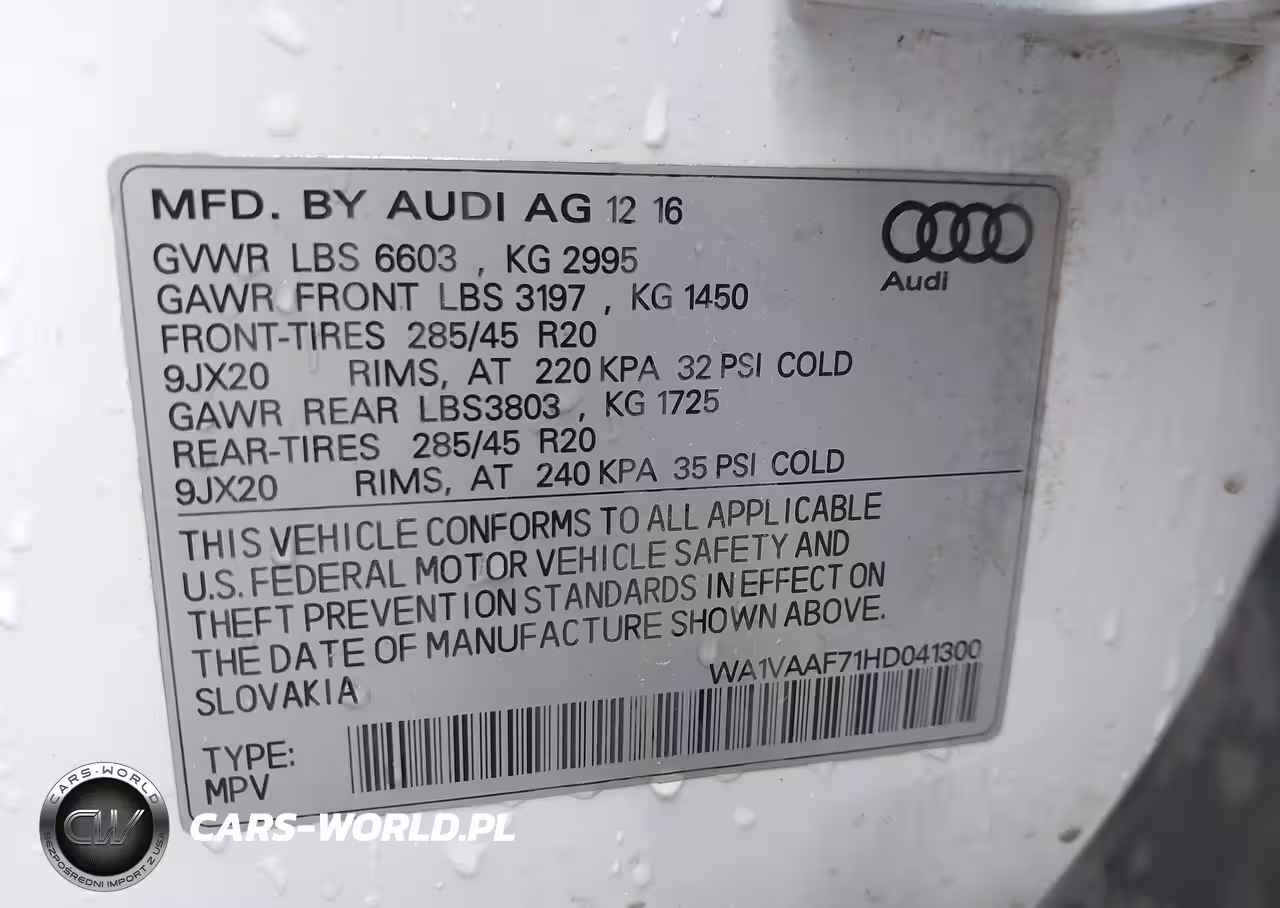 MFD. BY AUDI AG 12 16
Audi
GVWR LBS 6603 , KG 2995
GAWR FRONT LBS 3197 , KG 1450
FRONT-TIRES 285/45 R20
9JX20 RIMS, AT 220 KPA 32 PSI COLD
GAWR REAR LBS3803 , KG 1725
REAR-TIRES 285/45 R20
9JX20 RIMS, AT 240 KPA 35 PSI COLD
THIS VEHICLE CONFORMS TO ALL APPLICABLE
U.S. FEDERAL MOTOR VEHICLE SAFETY AND
THEFT PREVENTION STANDARDS IN EFFECT ON
THE DATE OF MANUFACTURE SHOWN ABOVE.
SLOVAKIA
WA1VAAF71HD041300
TYPE:
MPV
CARS-WORLD
CW
BEZPOŚREDNI IMPORT Z USA
CARS-WORLD.PL